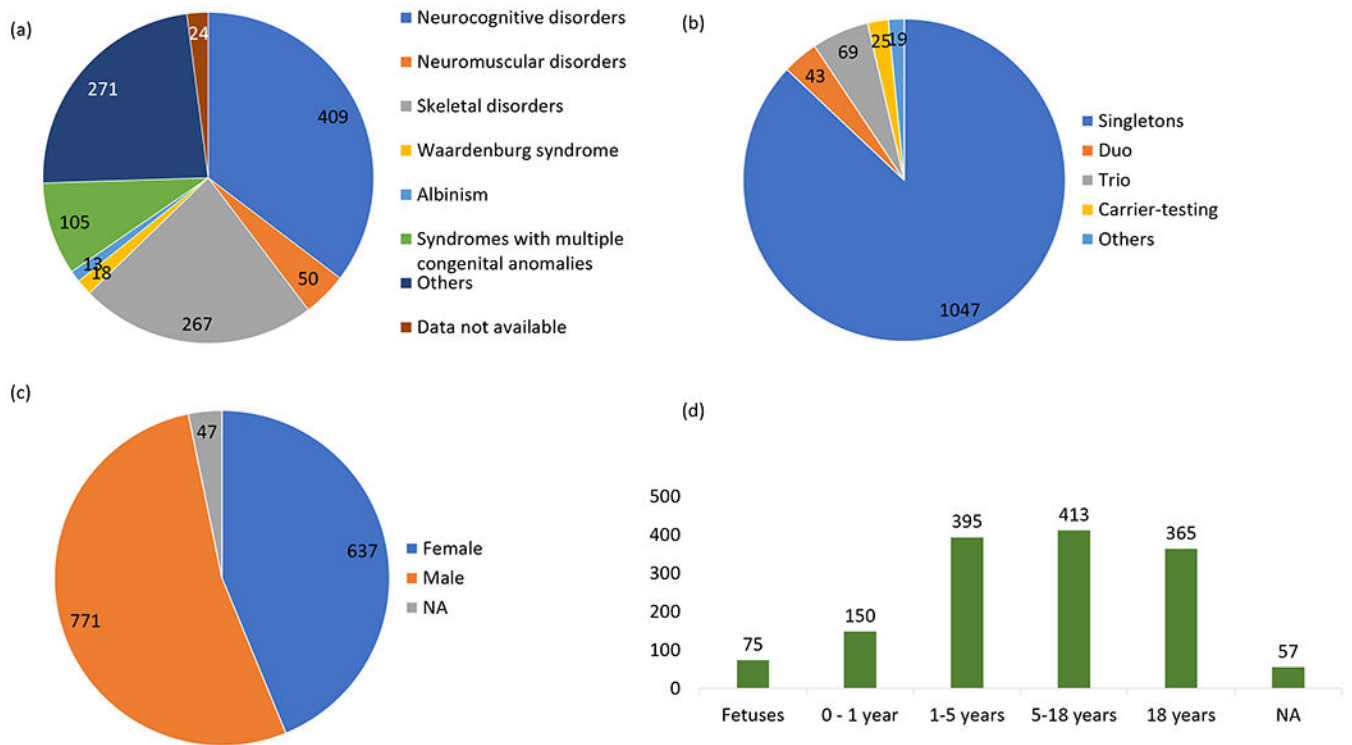 (a)
24
271
409
105
13
18
50
267
Neurocognitive disorders
Neuromuscular disorders
Skeletal disorders
Waardenburg syndrome
Albinism
Syndromes with multiple
congenital anomalies
Others
Data not available
(b)
43
69
25
19
1047
Singletons
Duo
Trio
Carrier-testing
Others
(c)
47
637
771
Female
Male
NA
(d)
500
400
300
200
100
0
75
150
395
413
365
57
Fetuses
0 - 1 year
1-5 years
5-18 years
18 years
NA